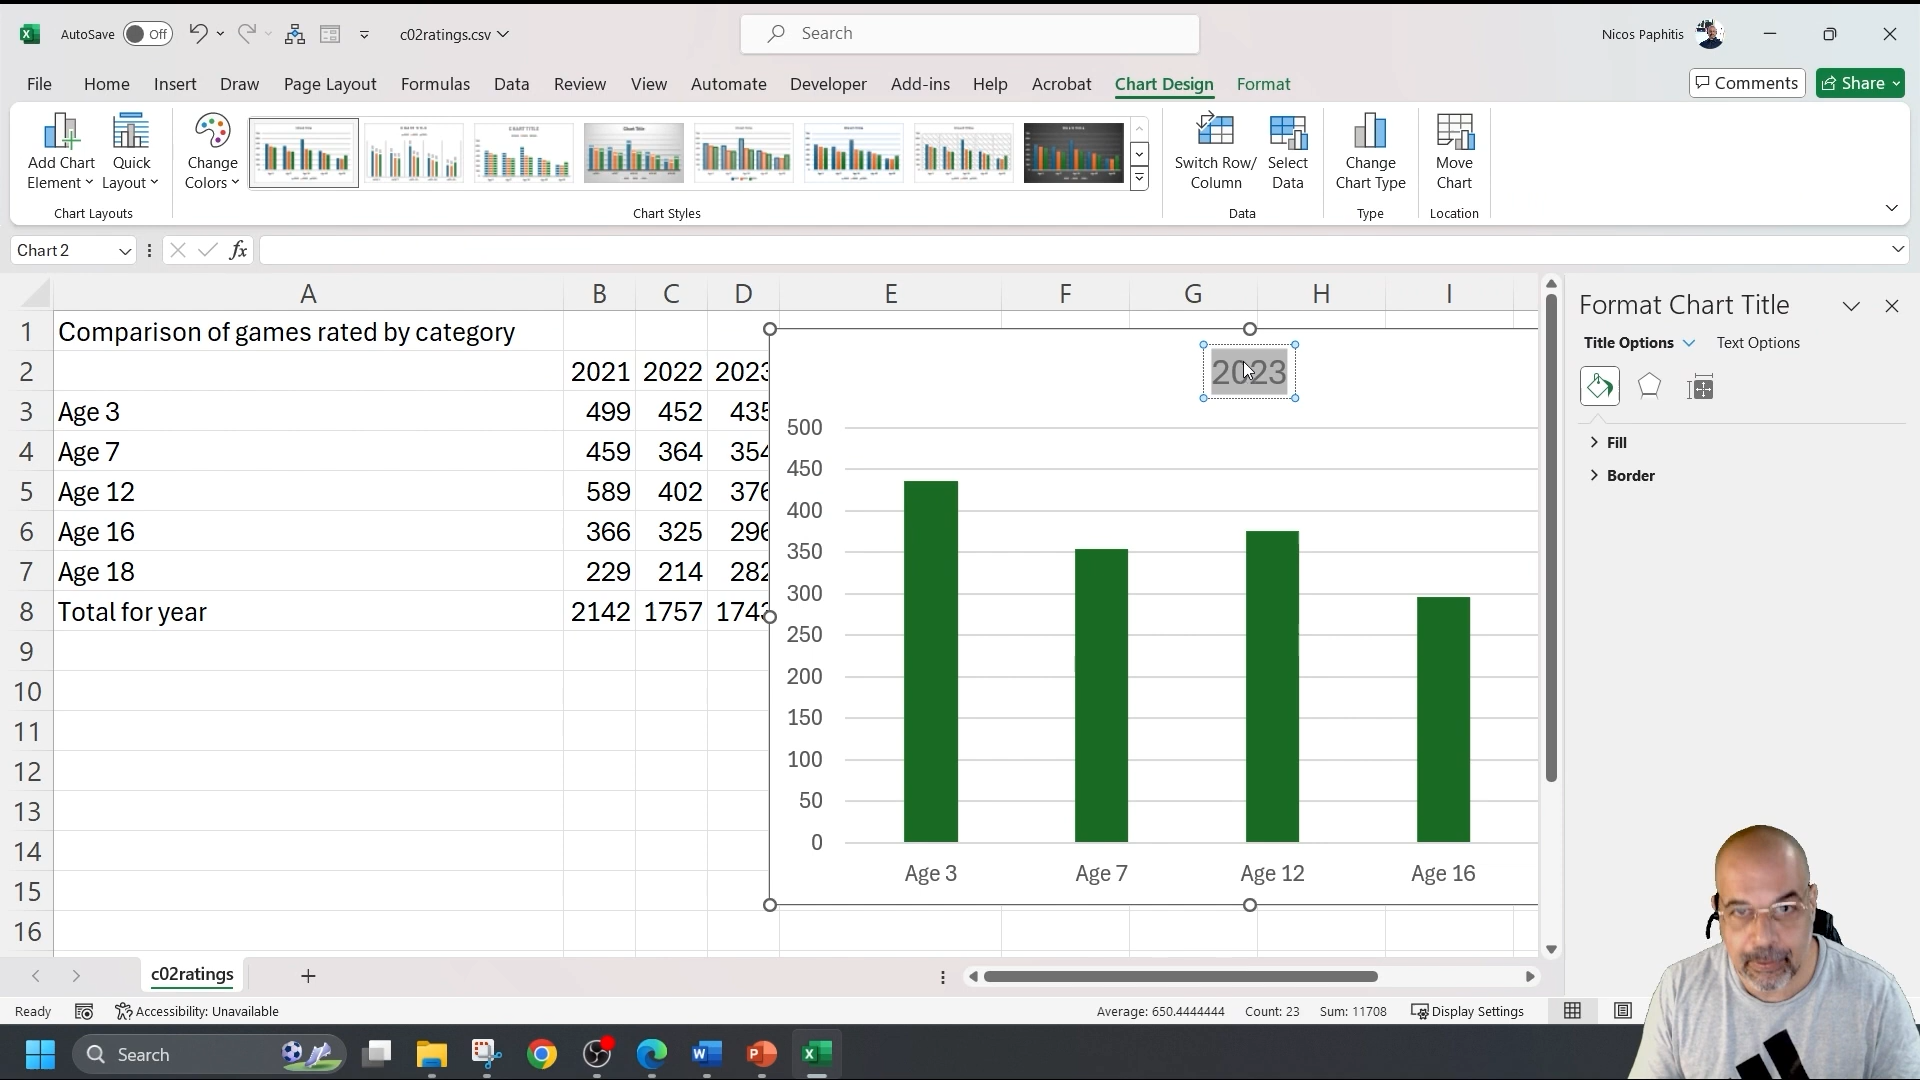 AutoSave Off c02ratings.csv Search Nicos Paphitis
File Home Insert Draw Page Layout Formulas Data Review View Automate Developer Add-ins Help Acrobat Chart Design Format Comments Share
Add Chart Element Quick Layout Change Colors Switch Row/ Column Select Data Change Chart Type Move Chart
Chart Layouts Chart Styles Data Type Location
Chart 2 fx
A B C D E F G H I
1 Comparison of games rated by category
2 2021 2022 2023
3 Age 3 499 452 435
4 Age 7 459 364 354
5 Age 12 589 402 376
6 Age 16 366 325 296
7 Age 18 229 214 282
8 Total for year 2142 1757 1743
9
10
11
12
13
14
15
16
2023
500
450
400
350
300
250
200
150
100
50
0
Age 3 Age 7 Age 12 Age 16
Format Chart Title
Title Options Text Options
Fill
Border
c02ratings
Ready Accessibility: Unavailable Average: 650.4444444 Count: 23 Sum: 11708 Display Settings
Search